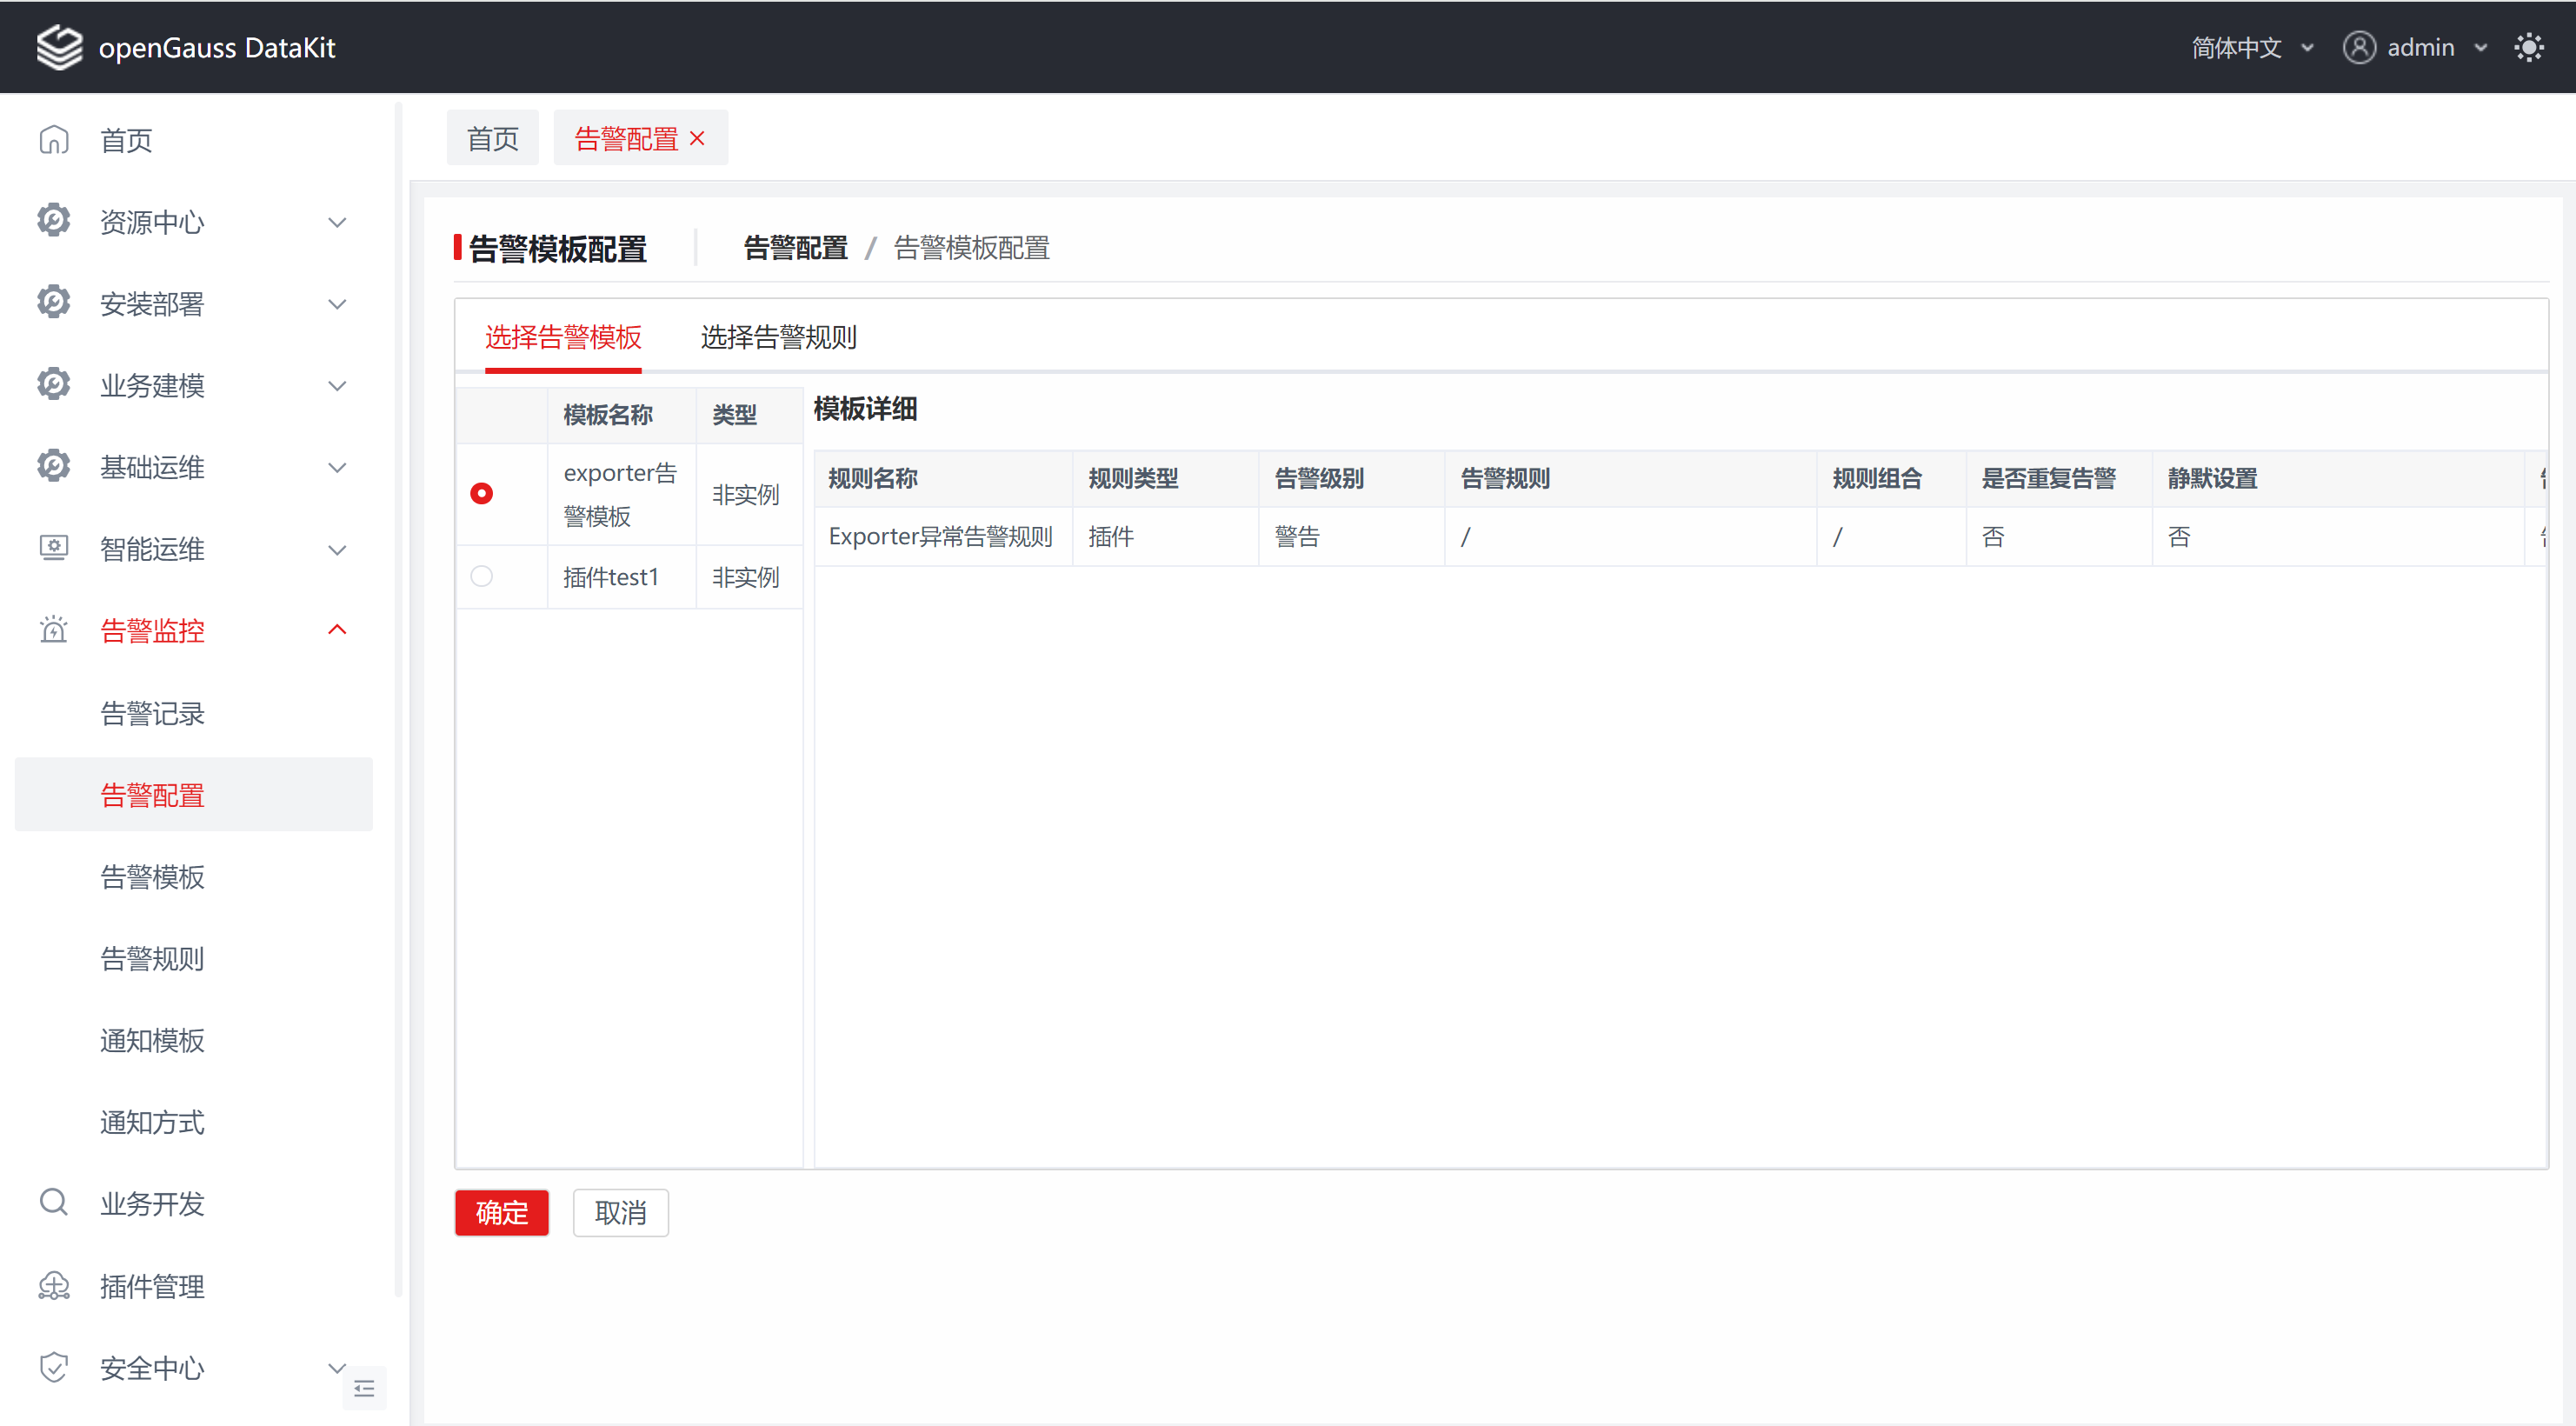 openGauss DataKit
简体中文
admin
首页
资源中心
安装部署
业务建模
基础运维
智能运维
告警监控
告警记录
告警配置
告警模板
告警规则
通知模板
通知方式
业务开发
插件管理
安全中心
首页 告警配置
告警模板配置 告警配置 / 告警模板配置
选择告警模板 选择告警规则
模板名称 类型
exporter告
警模板 非实例
插件test1 非实例
模板详细
规则名称 规则类型 告警级别 告警规则 规则组合 是否重复告警 静默设置
Exporter异常告警规则 插件 警告 / / 否 否
确定 取消